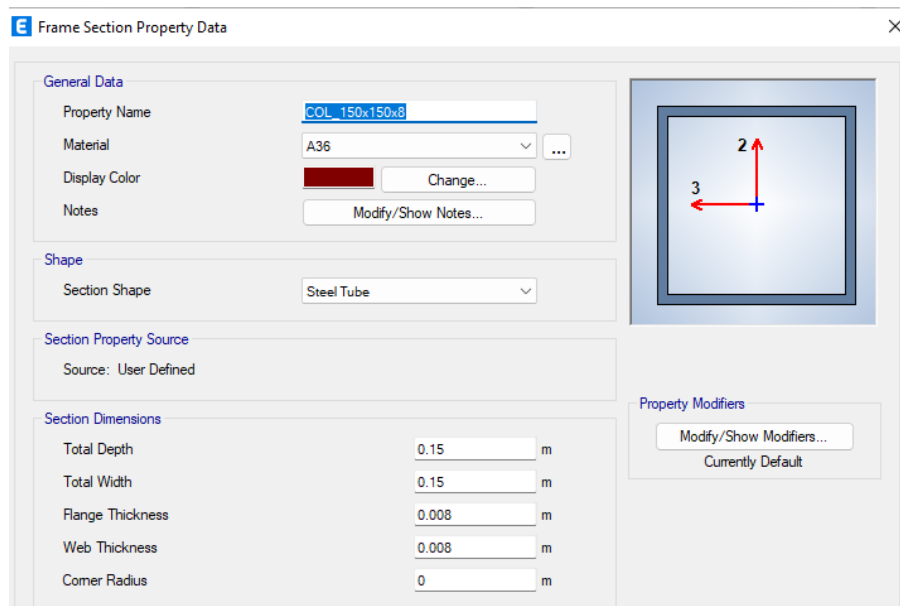 E Frame Section Property Data
General Data
Property Name COL_150x150x8
Material A36 ...
Display Color Change...
Notes Modify/Show Notes...
2
3
Shape
Section Shape Steel Tube
Section Property Source
Source: User Defined
Property Modifiers
Modify/Show Modifiers...
Currently Default
Section Dimensions
Total Depth 0.15 m
Total Width 0.15 m
Flange Thickness 0.008 m
Web Thickness 0.008 m
Corner Radius 0 m